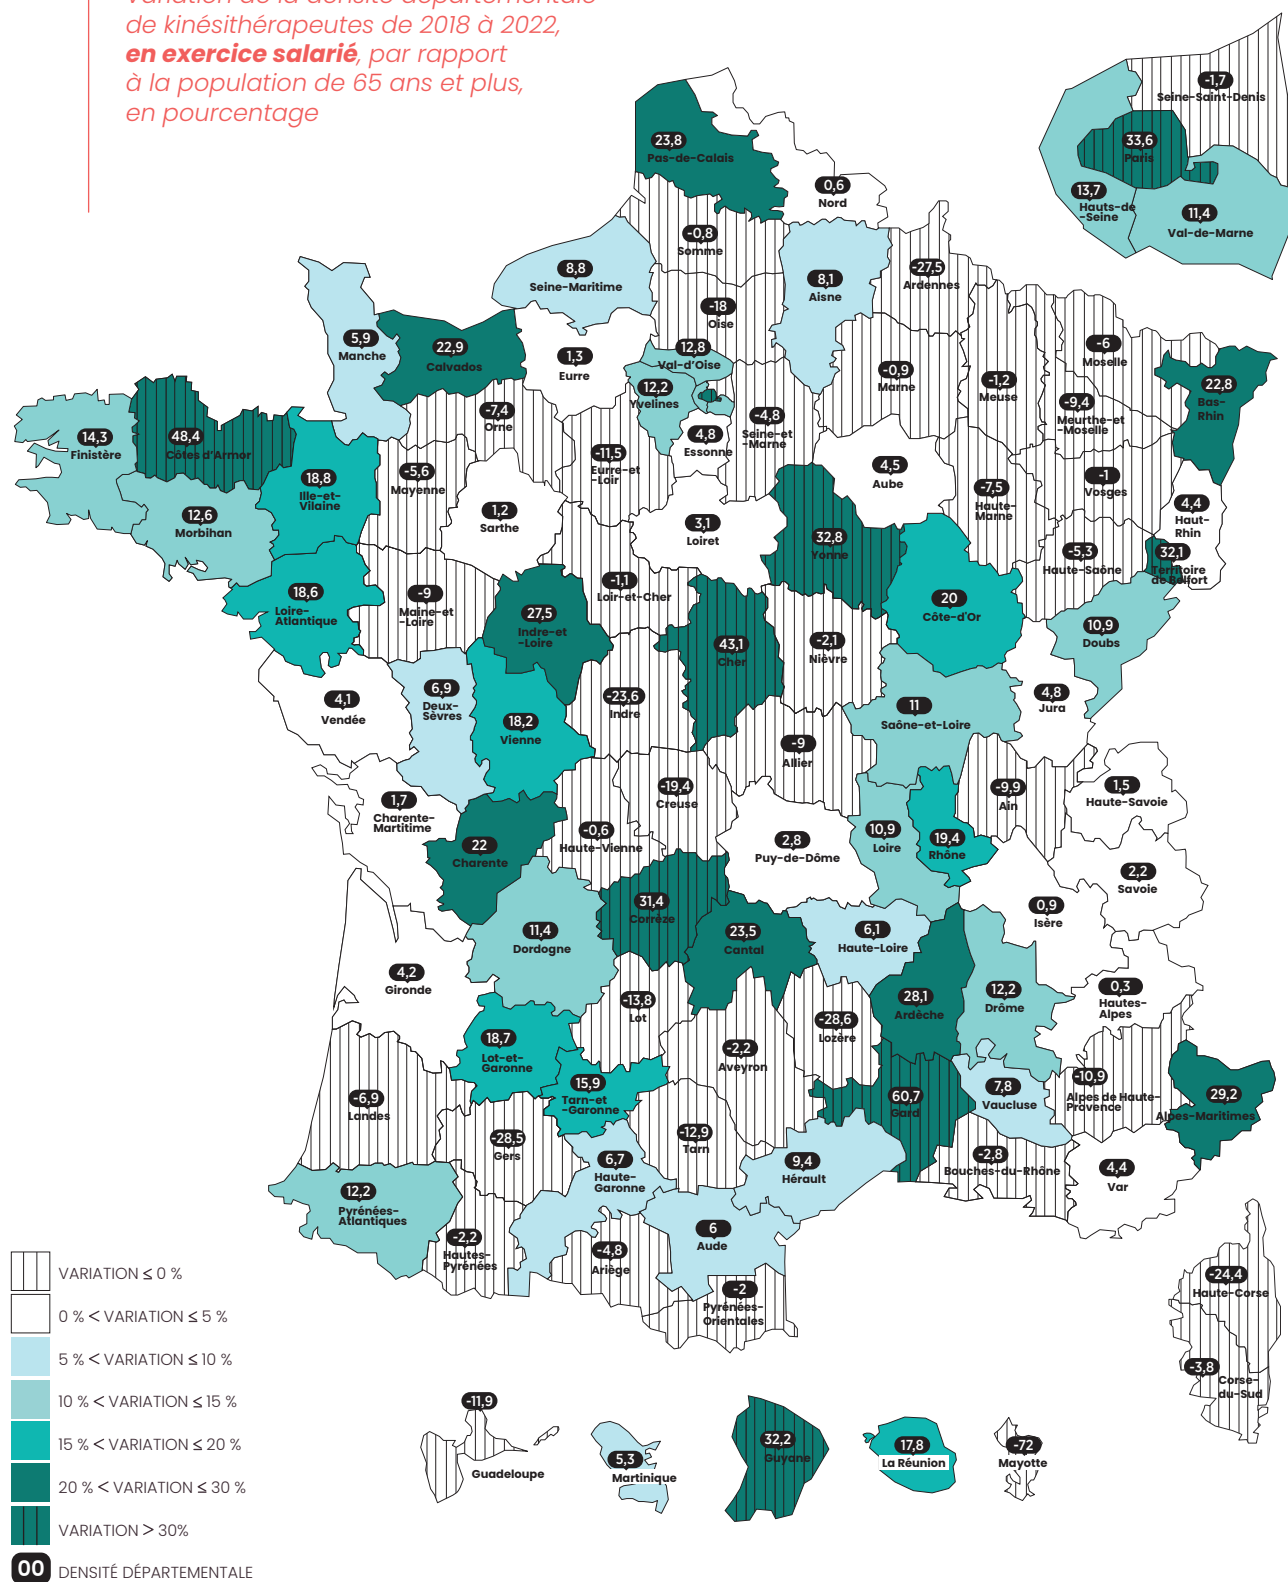 Variation de la densité départementale
de kinésithérapeutes de 2018 à 2022,
en exercice salarié, par rapport
à la population de 65 ans et plus,
en pourcentage
-1,7
Seine-Saint-Denis
33,6
Paris
13,7
Hauts-de
-Seine
11,4
Val-de-Marne
23,8
Pas-de-Calais
0,6
Nord
-0,8
Somme
8,8
Seine-Maritime
8,1
Aisne
-27,5
Ardennes
-18
Oise
5,9
Manche
22,9
Calvados
1,3
Eurre
12,8
Val-d'Oise
12,2
Yvelines
4,8
Essonne
-4,8
Seine-et
-Marne
-0,9
Marne
-1,2
Meuse
-6
Moselle
-9,4
Meurthe-et
-Moselle
22,8
Bas-
Rhin
14,3
Finistère
48,4
Côtes d'Armor
12,6
Morbihan
18,8
Ille-et-
Vilaine
-7,4
Orne
-5,6
Mayenne
1,2
Sarthe
-11,5
Eurre-et
-Loir
3,1
Loiret
32,8
Yonne
4,5
Aube
-7,5
Haute-
Marne
-1
Vosges
4,4
Haut-
Rhin
-5,3
Haute-Saône
32,1
Territoire
de Belfort
18,6
Loire-
Atlantique
-9
Maine-et
-Loire
27,5
Indre-et
-Loire
-1,1
Loir-et-Cher
43,1
Cher
-2,1
Nièvre
20
Côte-d'Or
10,9
Doubs
4,1
Vendée
6,9
Deux-
Sèvres
18,2
Vienne
-23,6
Indre
-9
Allier
11
Saône-et-Loire
4,8
Jura
1,7
Charente-
Martitime
22
Charente
-0,6
Haute-Vienne
-19,4
Creuse
2,8
Puy-de-Dôme
10,9
Loire
19,4
Rhône
-9,9
Ain
1,5
Haute-Savoie
2,2
Savoie
0,9
Isère
4,2
Gironde
11,4
Dordogne
31,4
Corrèze
23,5
Cantal
6,1
Haute-Loire
28,1
Ardèche
12,2
Drôme
0,3
Hautes-
Alpes
18,7
Lot-et-
Garonne
-13,8
Lot
-2,2
Aveyron
-28,6
Lozère
60,7
Gard
7,8
Vaucluse
-10,9
Alpes de Haute-
Provence
29,2
Alpes-Maritimes
-6,9
Landes
-28,5
Gers
15,9
Tarn-et
-Garonne
-12,9
Tarn
9,4
Hérault
-2,8
Bouches-du-Rhône
4,4
Var
12,2
Pyrénées-
Atlantiques
-2,2
Hautes-
Pyrénées
6,7
Haute-
Garonne
-4,8
Ariège
6
Aude
-2
Pyrénées-
Orientales
-24,4
Haute-Corse
-3,8
Corse-
du-Sud
-11,9
Guadeloupe
5,3
Martinique
32,2
Guyane
17,8
La Réunion
-72
Mayotte
VARIATION ≤ 0 %
0 % < VARIATION ≤ 5 %
5 % < VARIATION ≤ 10 %
10 % < VARIATION ≤ 15 %
15 % < VARIATION ≤ 20 %
20 % < VARIATION ≤ 30 %
VARIATION > 30%
00 DENSITÉ DÉPARTEMENTALE